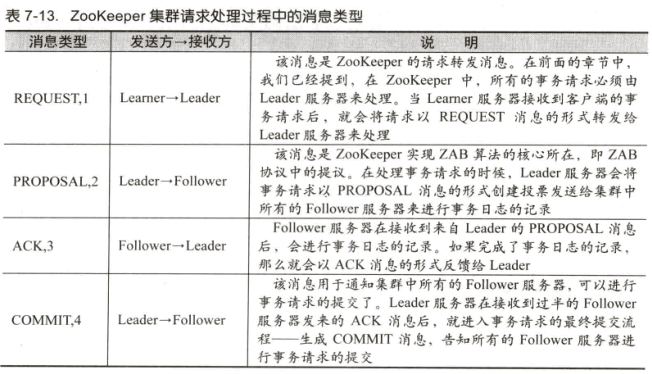 表 7-13. ZooKeeper 集群请求处理过程中的消息类型
消息类型 发送方→接收方 说 明
REQUEST,1 Learner→Leader 该消息是 ZooKeeper 的请求转发消息。在前面的章节中，
我们已经提到，在 ZooKeeper 中，所有的事务请求必须由
Leader 服务器来处理。当 Learner 服务器接收到客户端的事
务请求后，就会将请求以 REQUEST 消息的形式转发给
Leader 服务器来处理
PROPOSAL,2 Leader→Follower 该消息是 ZooKeeper 实现 ZAB 算法的核心所在，即 ZAB
协议中的提议。在处理事务请求的时候，Leader 服务器会将
事务请求以 PROPOSAL 消息的形式创建投票发送给集群中
所有的 Follower 服务器来进行事务日志的记录
ACK,3 Follower→Leader Follower 服务器在接收到来自 Leader 的 PROPOSAL 消息
后，会进行事务日志的记录。如果完成了事务日志的记录，
那么就会以 ACK 消息的形式反馈给 Leader
COMMIT,4 Leader→Follower 该消息用于通知集群中所有的 Follower 服务器，可以进行
事务请求的提交了。Leader 服务器在接收到过半的 Follower
服务器发来的 ACK 消息后，就进入事务请求的最终提交流
程——生成 COMMIT 消息，告知所有的 Follower 服务器进
行事务请求的提交